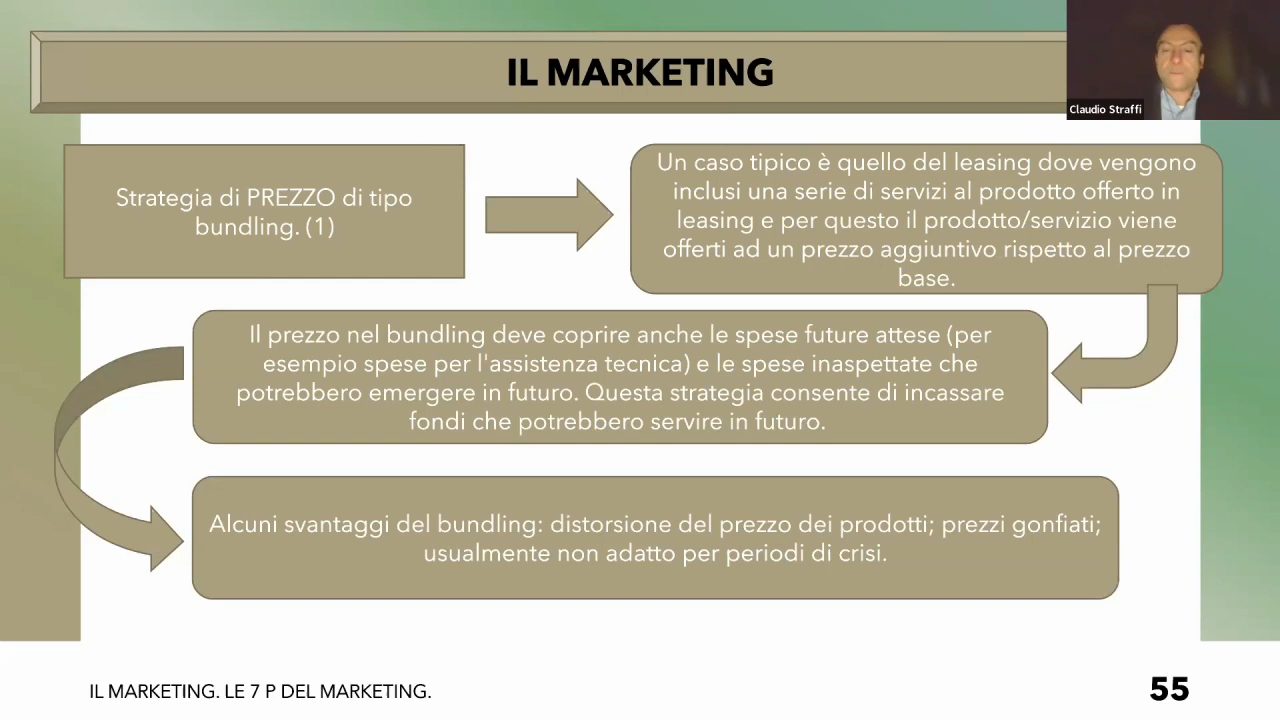 IL MARKETING
Claudio Straffi
Strategia di PREZZO di tipo
bundling. (1)
Un caso tipico è quello del leasing dove vengono
inclusi una serie di servizi al prodotto offerto in
leasing e per questo il prodotto/servizio viene
offerti ad un prezzo aggiuntivo rispetto al prezzo
base.
Il prezzo nel bundling deve coprire anche le spese future attese (per
esempio spese per l'assistenza tecnica) e le spese inaspettate che
potrebbero emergere in futuro. Questa strategia consente di incassare
fondi che potrebbero servire in futuro.
Alcuni svantaggi del bundling: distorsione del prezzo dei prodotti; prezzi gonfiati;
usualmente non adatto per periodi di crisi.
IL MARKETING. LE 7 P DEL MARKETING.
55